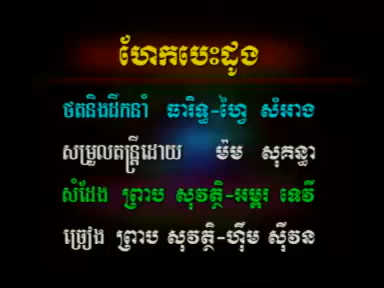 ហែកបេះដូង
ថតនិងដឹកនាំ ធារិទ្ធ-ហ្វៃ សំអាង
សម្រួលតន្ត្រីដោយ ម៉ម សុគន្ធា
សំដែង ព្រាប សុវត្ថិ-អម្ពរ ទេវី
ច្រៀង ព្រាប សុវត្ថិ-ហ៊ឹម ស៊ីវន